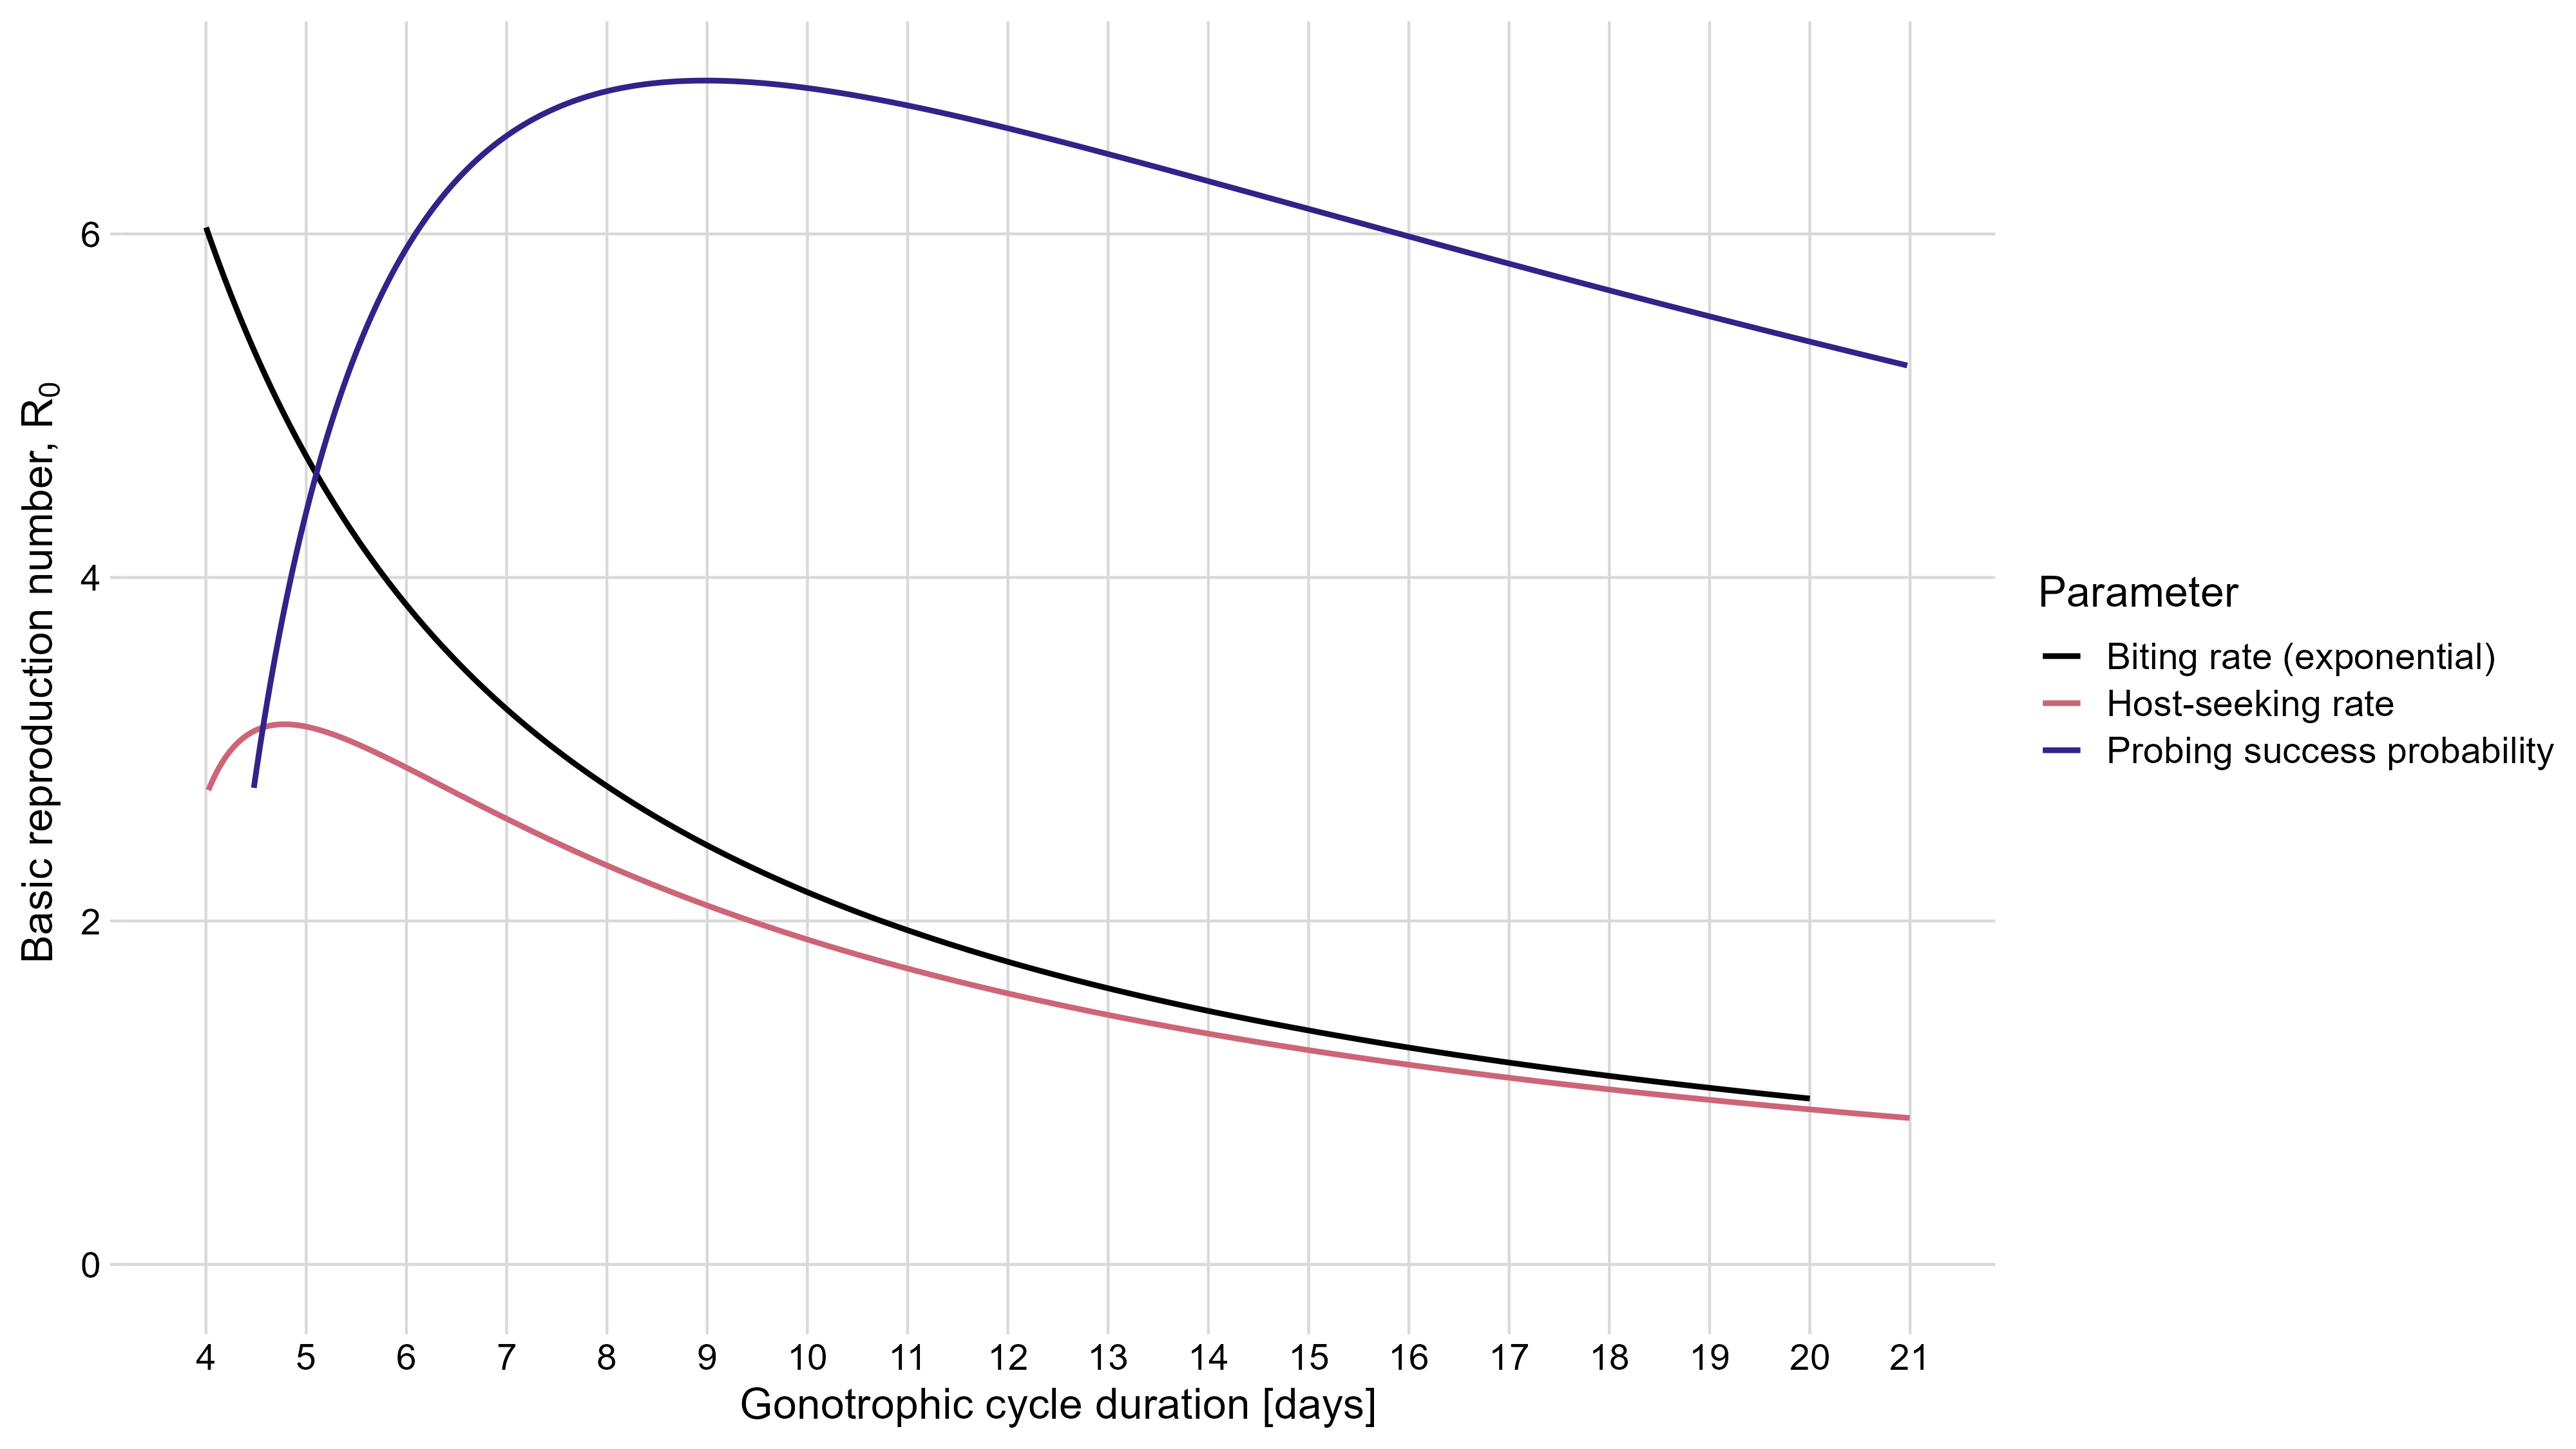 Basic reproduction number, R₀
6
4
2
0
4 5 6 7 8 9 10 11 12 13 14 15 16 17 18 19 20 21
Gonotrophic cycle duration [days]
Parameter
Biting rate (exponential)
Host-seeking rate
Probing success probability